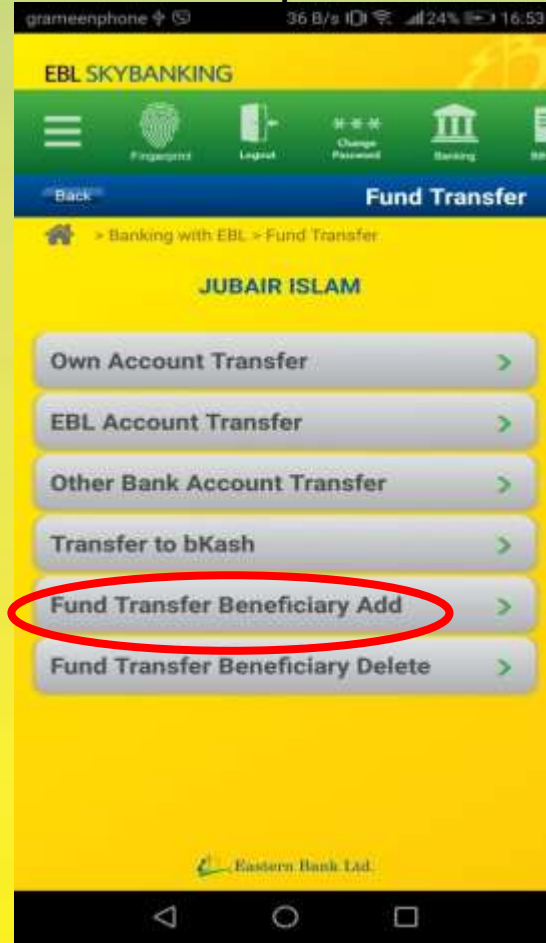 grameenphone 36 B/s 24% 16:53
EBL SKYBANKING
Fingerprint Logout Change Password Banking
Back Fund Transfer
> Banking with EBL > Fund Transfer
JUBAIR ISLAM
Own Account Transfer >
EBL Account Transfer >
Other Bank Account Transfer >
Transfer to bKash >
Fund Transfer Beneficiary Add >
Fund Transfer Beneficiary Delete >
Eastern Bank Ltd.